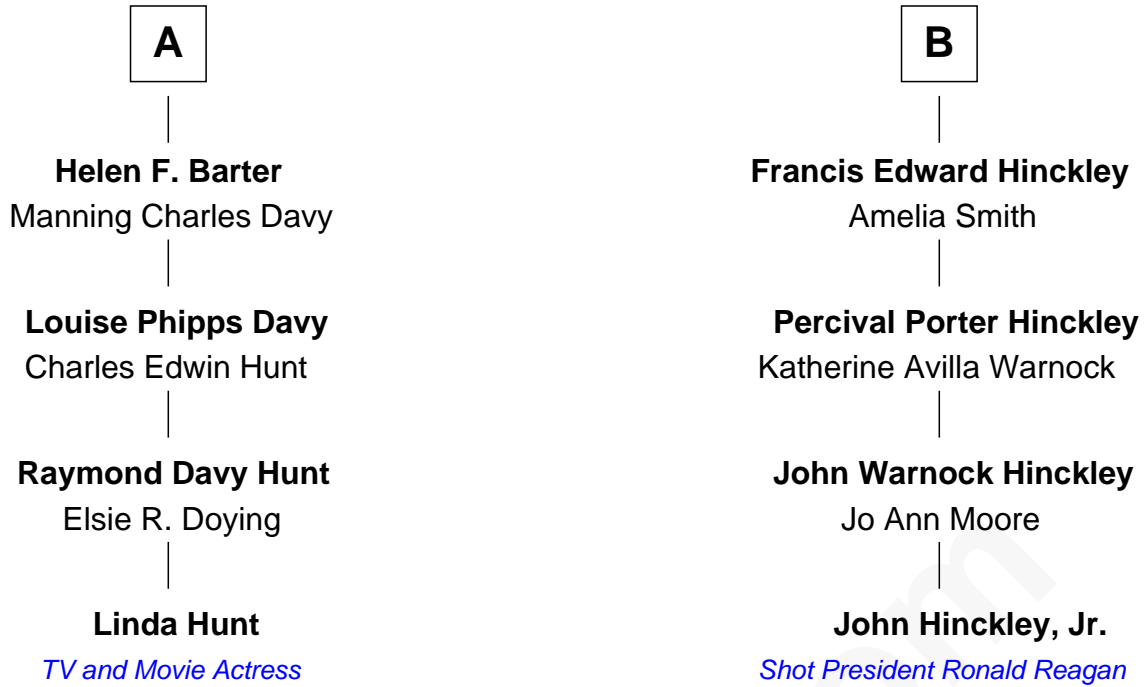 A
Helen F. Barter
Manning Charles Davy
Louise Phipps Davy
Charles Edwin Hunt
Raymond Davy Hunt
Elsie R. Doying
Linda Hunt
TV and Movie Actress
B
Francis Edward Hinckley
Amelia Smith
Percival Porter Hinckley
Katherine Avilla Warnock
John Warnock Hinckley
Jo Ann Moore
John Hinckley, Jr.
Shot President Ronald Reagan